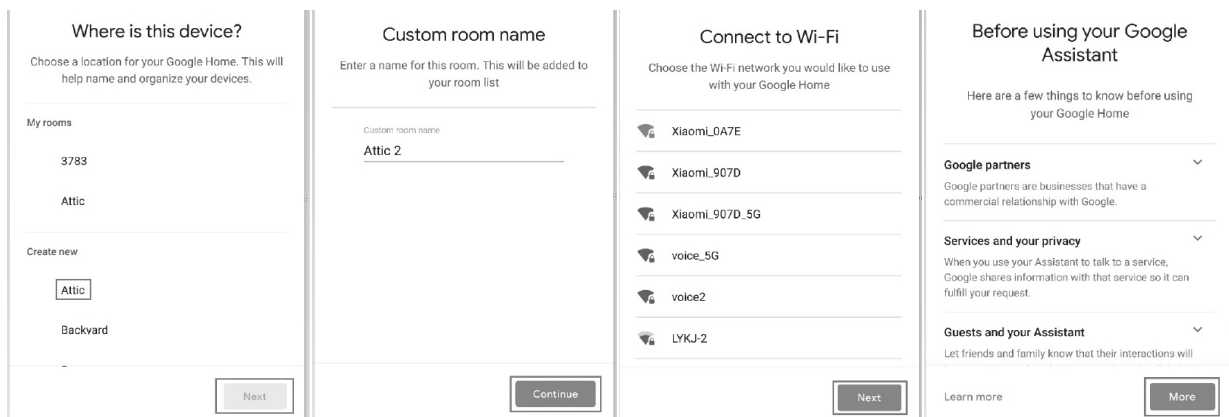 Where is this device?
Choose a location for your Google Home. This will
help name and organize your devices.
My rooms
3783
Attic
Create new
Attic
Backyard
Next
Custom room name
Enter a name for this room. This will be added to
your room list
Custom room name
Attic 2
Continue
Connect to Wi-Fi
Choose the Wi-Fi network you would like to use
with your Google Home
Xiaomi_0A7E
Xiaomi_907D
Xiaomi_907D_5G
voice_5G
voice2
LYKJ-2
Next
Before using your Google
Assistant
Here are a few things to know before using
your Google Home
Google partners
Google partners are businesses that have a
commercial relationship with Google.
Services and your privacy
When you use your Assistant to talk to a service,
Google shares information with that service so it can
fulfill your request.
Guests and your Assistant
Let friends and family know that their interactions will
Learn more
More